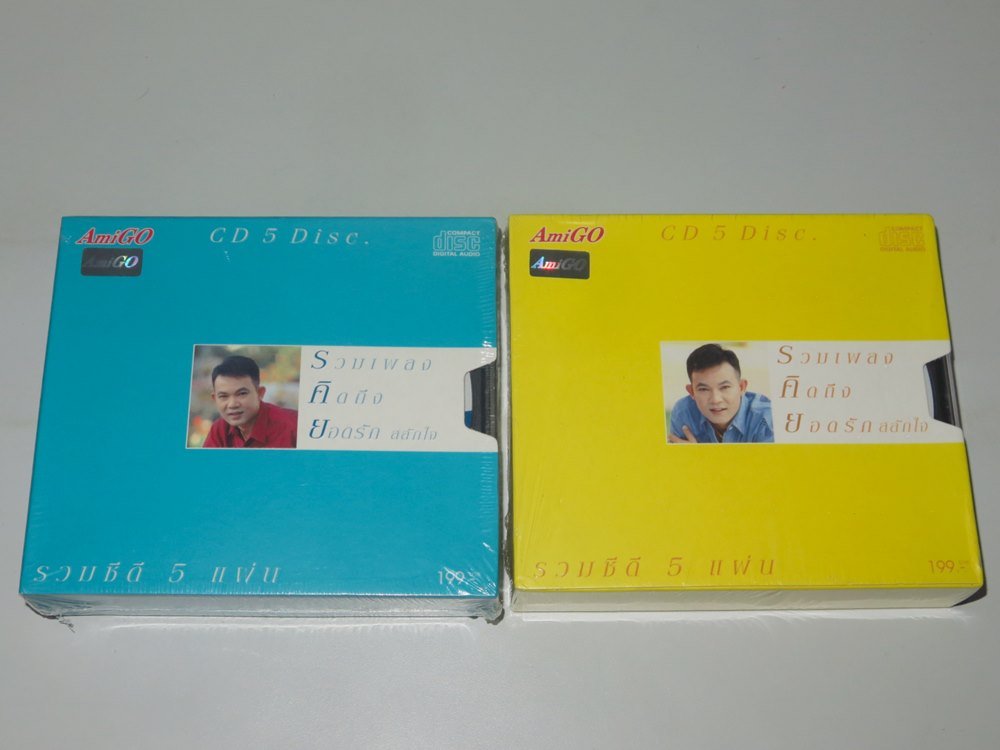 AmiGO
CD 5 Disc.
COMPACT
disc
DIGITAL AUDIO
AmiGO
รวมเพลง
คิดถึง
ยอดรัก สลักใจ
รวมซีดี 5 แผ่น
199.-
AmiGO
CD 5 Disc.
COMPACT
disc
DIGITAL AUDIO
AmiGO
รวมเพลง
คิดถึง
ยอดรัก สลักใจ
รวมซีดี 5 แผ่น
199.-